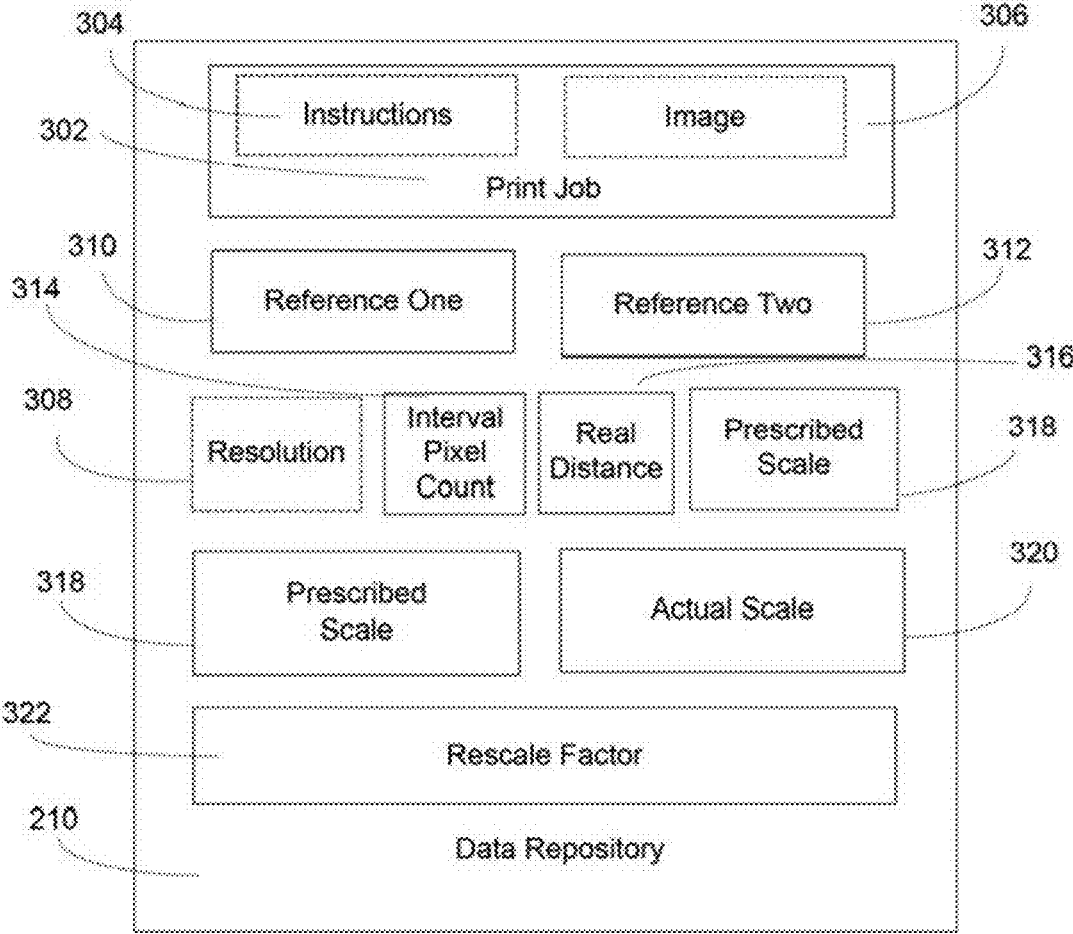 304
306
Instructions
Image
302
Print Job
310
312
Reference One
Reference Two
314
316
308
Resolution
Interval
Pixel
Count
Real
Distance
Prescribed
Scale
318
318
Prescribed
Scale
Actual Scale
320
322
Rescale Factor
210
Data Repository